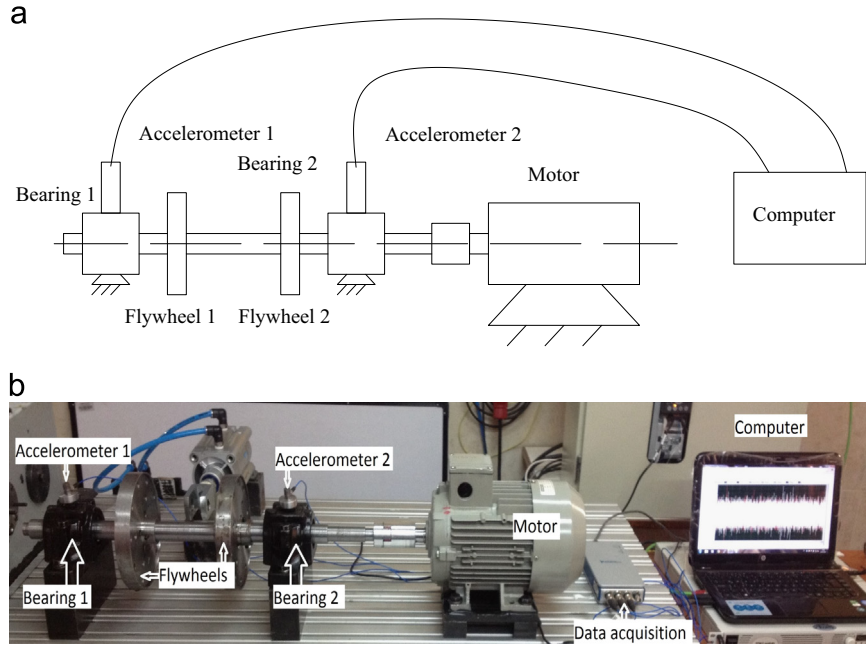 a
Accelerometer 1
Accelerometer 2
Bearing 2
Bearing 1
Motor
Computer
Flywheel 1
Flywheel 2
b
Computer
Accelerometer 1
Accelerometer 2
Motor
Flywheels
Bearing 1
Bearing 2
Data acquisition